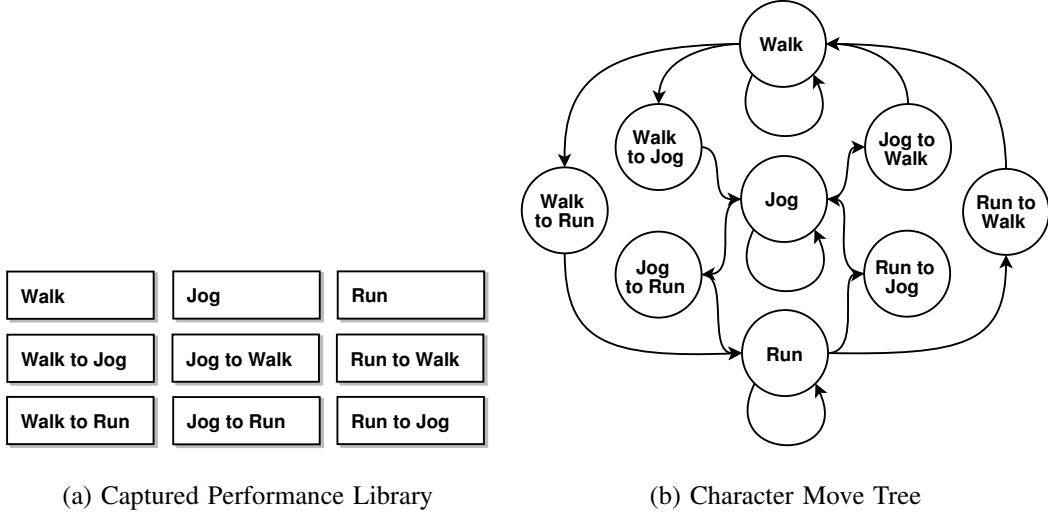 Walk
Jog
Run
Walk to Jog
Jog to Walk
Run to Walk
Walk to Run
Jog to Run
Run to Jog
(a) Captured Performance Library
Walk
Walk
to Jog
Jog to
Walk
Jog
Walk
to Run
Run to
Walk
Jog
to Run
Run to
Jog
Run
(b) Character Move Tree